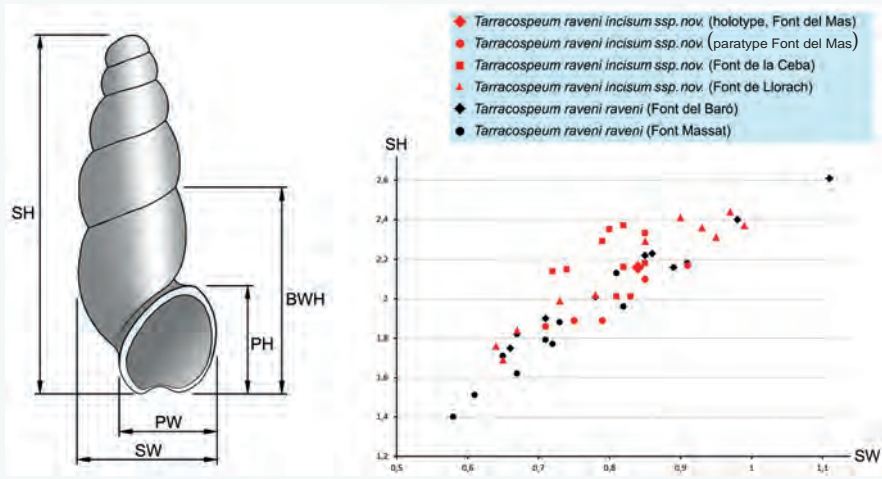 SH
BWH
PH
PW
SW
Tarracospeum raveni incisum ssp.nov. (holotype, Font del Mas)
Tarracospeum raveni incisum ssp.nov. (paratype Font del Mas)
Tarracospeum raveni incisum ssp.nov. (Font de la Ceba)
Tarracospeum raveni incisum ssp.nov. (Font de Llorach)
Tarracospeum raveni raveni (Font del Baró)
Tarracospeum raveni raveni (Font Massat)
SH
2,6
2,4
2,2
2
1,8
1,6
1,4
1,2
0,5 0,6 0,7 0,8 0,9 1 1,1 SW